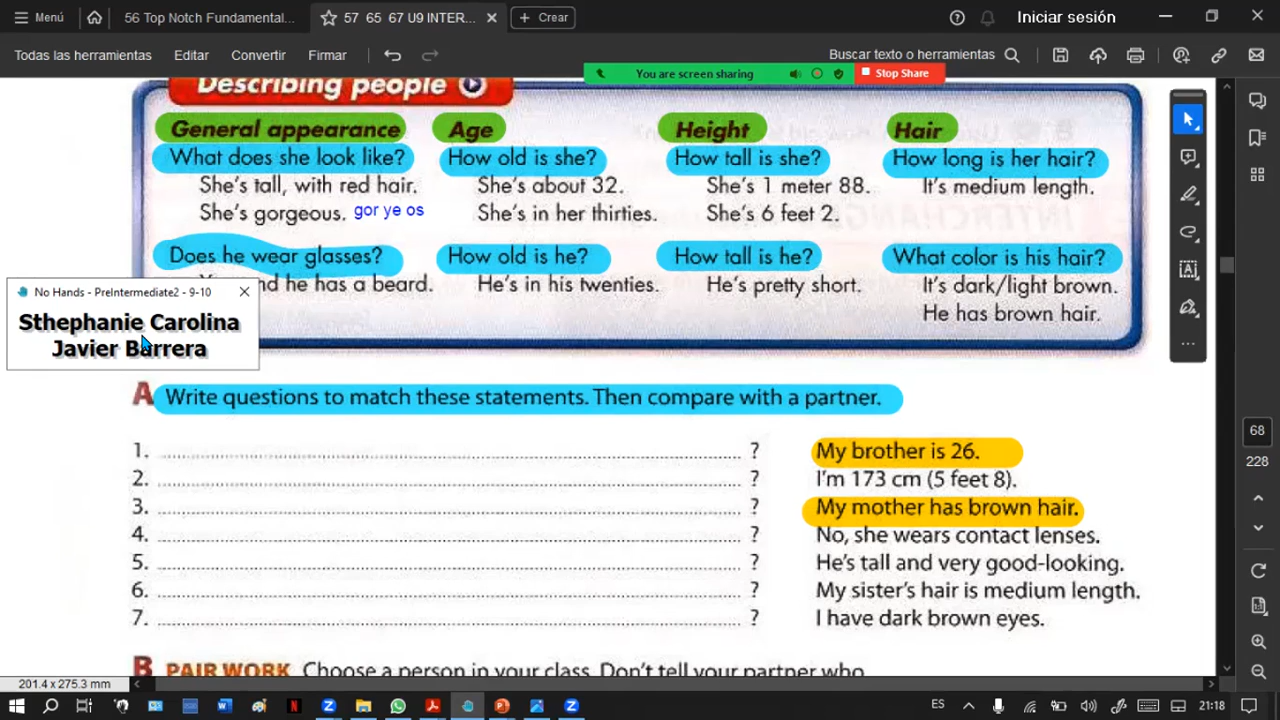 Menú
56 Top Notch Fundamental...
57 65 67 U9 INTER...
Crear
Iniciar sesión
Todas las herramientas
Editar
Convertir
Firmar
Buscar texto o herramientas
You are screen sharing
Stop Share
Describing people
General appearance
Age
Height
Hair
What does she look like?
How old is she?
How tall is she?
How long is her hair?
She's tall, with red hair.
She's about 32.
She's 1 meter 88.
It's medium length.
She's gorgeous. gor ye os
She's in her thirties.
She's 6 feet 2.
Does he wear glasses?
How old is he?
How tall is he?
What color is his hair?
he has a beard.
He's in his twenties.
He's pretty short.
It's dark/light brown.
He has brown hair.
No Hands - PreIntermediate2 - 9-10
Sthephanie Carolina
Javier Barrera
A Write questions to match these statements. Then compare with a partner.
1. ? My brother is 26.
2. ? I'm 173 cm (5 feet 8).
3. ? My mother has brown hair.
4. ? No, she wears contact lenses.
5. ? He's tall and very good-looking.
6. ? My sister's hair is medium length.
7. ? I have dark brown eyes.
B PAIR WORK Choose a person in your class. Don't tell your partner who
68
228
201.4 x 275.3 mm
ES
21:18